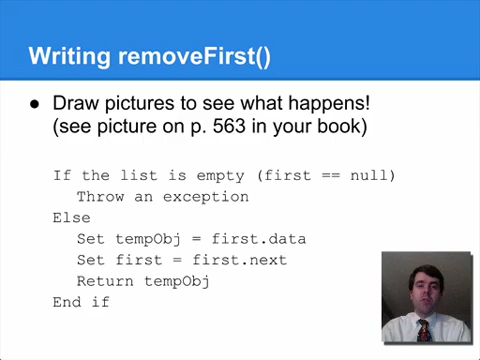 Writing removeFirst()
● Draw pictures to see what happens!
(see picture on p. 563 in your book)
If the list is empty (first == null)
Throw an exception
Else
Set tempObj = first.data
Set first = first.next
Return tempObj
End if